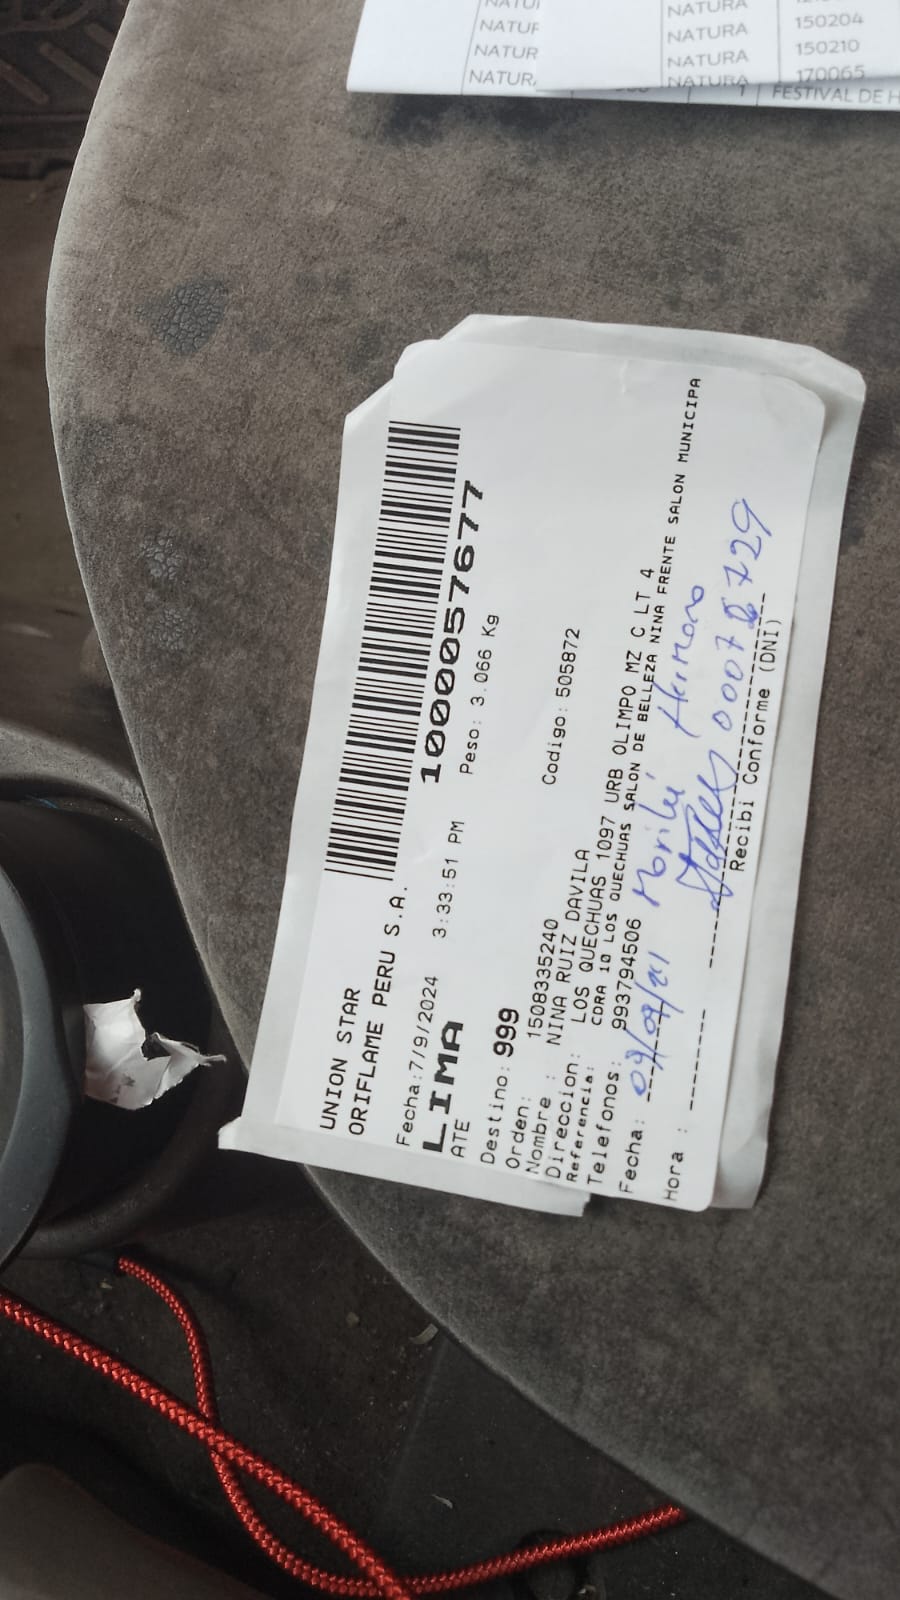 NATURA
NATURA 150204
NATURA 150210
NATURA 170065
1 FESTIVAL DE H
UNION STAR
ORIFLAME PERU S.A.
Fecha:7/9/2024 3:33:51 PM
1000057677
LIMA
Peso: 3.066 Kg
ATE
Destino: 999
Orden: 1508335240 Codigo: 505872
Nombre : NINA RUIZ DAVILA
Direccion: LOS QUECHUAS 1097 URB OLIMPO MZ C LT 4
Referencia: CDRA 10 LOS QUECHUAS SALON DE BELLEZA NINA FRENTE SALON MUNICIPA
Telefonos: 993794506
Fecha: Marilú Hermana
Hora :
Recibi Conforme (DNI)